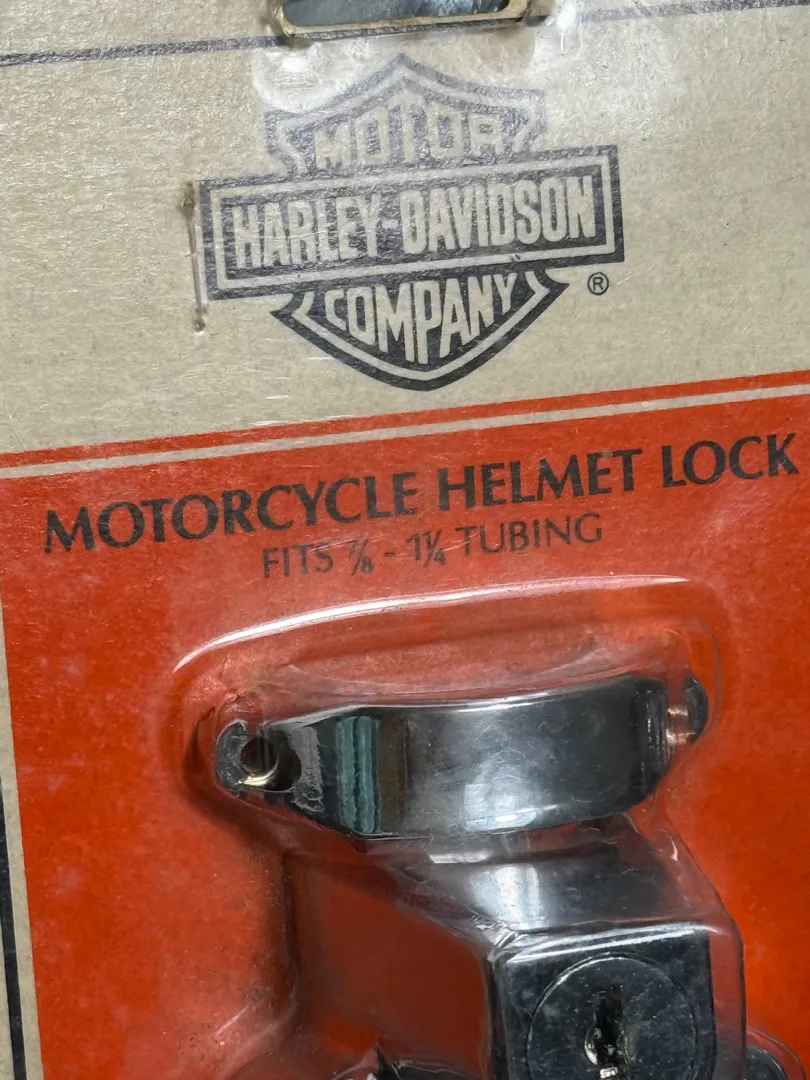 MOTOR
HARLEY-DAVIDSON
COMPANY
®
MOTORCYCLE HELMET LOCK
FITS ⅞ - 1¼ TUBING